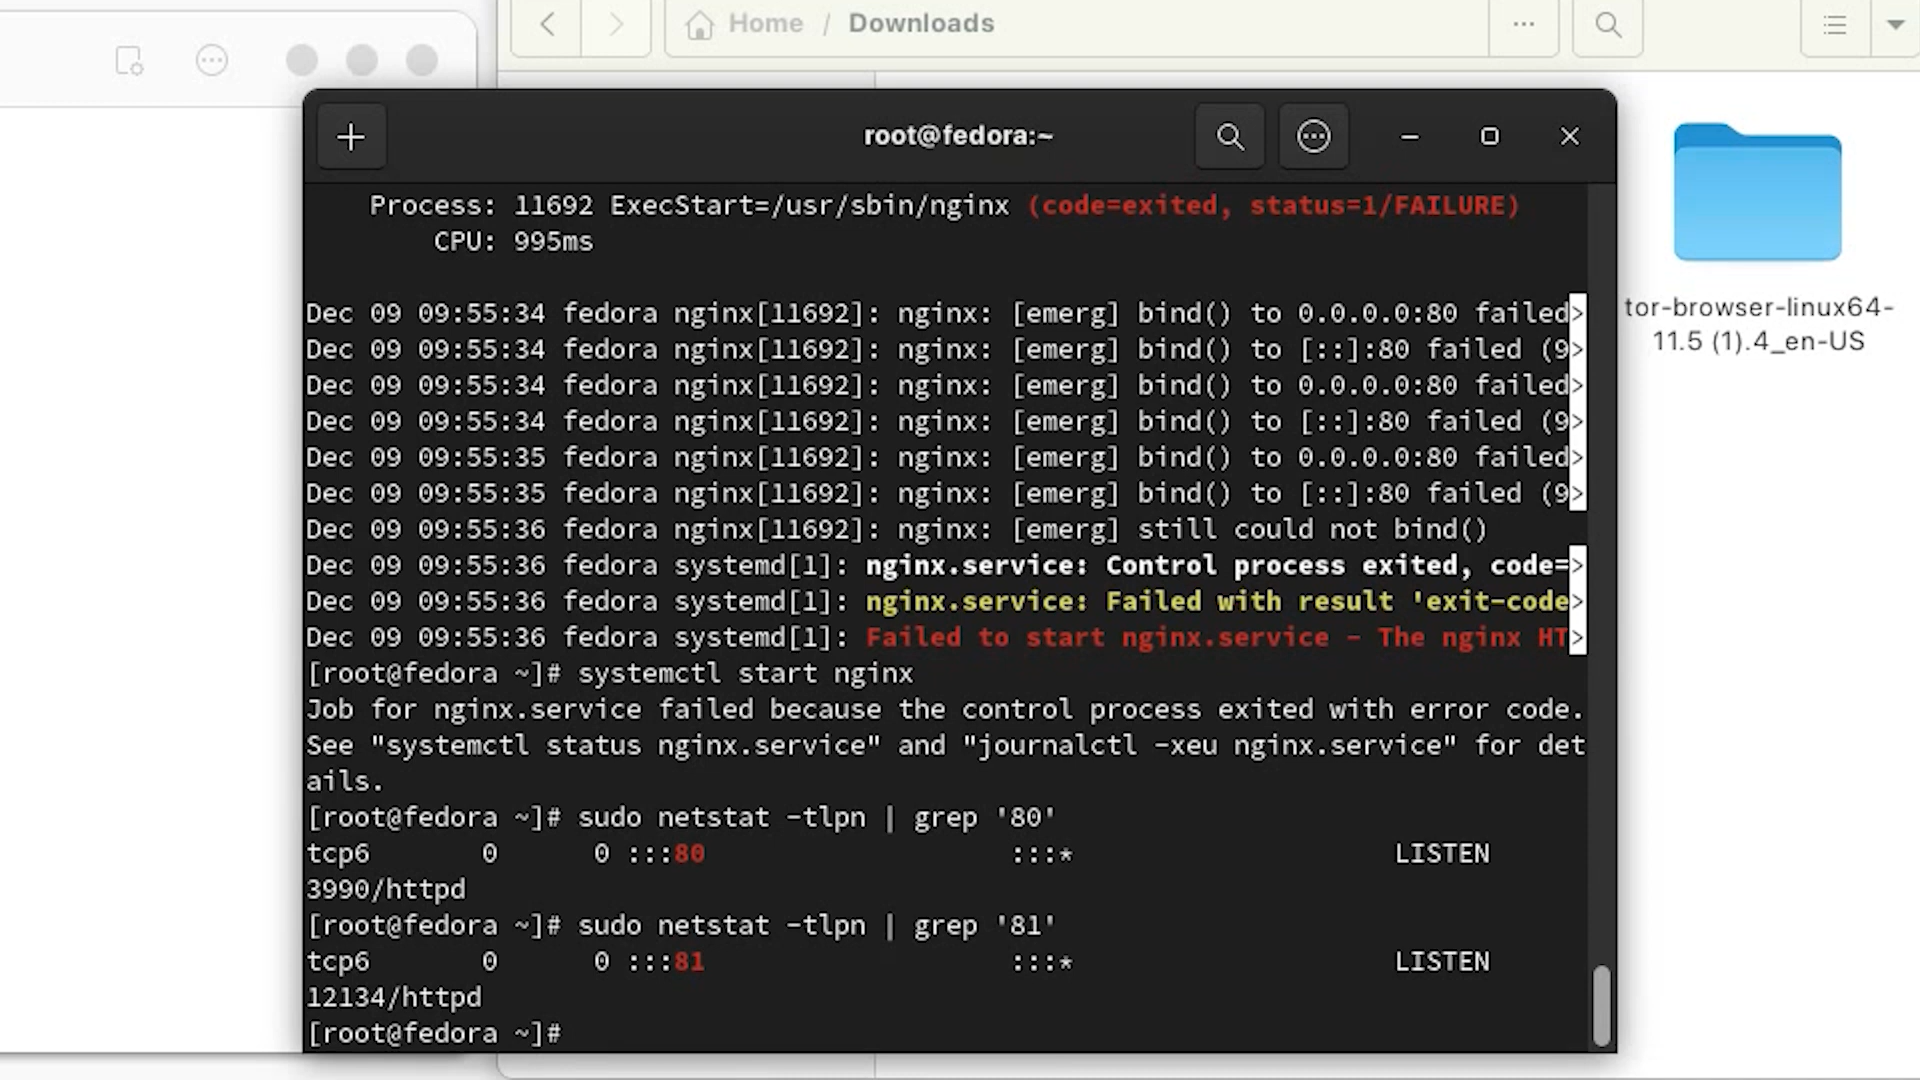 Home / Downloads
root@fedora:~
Process: 11692 ExecStart=/usr/sbin/nginx (code=exited, status=1/FAILURE)
CPU: 995ms
Dec 09 09:55:34 fedora nginx[11692]: nginx: [emerg] bind() to 0.0.0.0:80 failed>
Dec 09 09:55:34 fedora nginx[11692]: nginx: [emerg] bind() to [::]:80 failed (9>
Dec 09 09:55:34 fedora nginx[11692]: nginx: [emerg] bind() to 0.0.0.0:80 failed>
Dec 09 09:55:34 fedora nginx[11692]: nginx: [emerg] bind() to [::]:80 failed (9>
Dec 09 09:55:35 fedora nginx[11692]: nginx: [emerg] bind() to 0.0.0.0:80 failed>
Dec 09 09:55:35 fedora nginx[11692]: nginx: [emerg] bind() to [::]:80 failed (9>
Dec 09 09:55:36 fedora nginx[11692]: nginx: [emerg] still could not bind()
Dec 09 09:55:36 fedora systemd[1]: nginx.service: Control process exited, code=>
Dec 09 09:55:36 fedora systemd[1]: nginx.service: Failed with result 'exit-code>
Dec 09 09:55:36 fedora systemd[1]: Failed to start nginx.service - The nginx HT>
[root@fedora ~]# systemctl start nginx
Job for nginx.service failed because the control process exited with error code.
See "systemctl status nginx.service" and "journalctl -xeu nginx.service" for det
ails.
[root@fedora ~]# sudo netstat -tlpn | grep '80'
tcp6 0 0 :::80 :::* LISTEN
3990/httpd
[root@fedora ~]# sudo netstat -tlpn | grep '81'
tcp6 0 0 :::81 :::* LISTEN
12134/httpd
[root@fedora ~]#
tor-browser-linux64-
11.5 (1).4_en-US